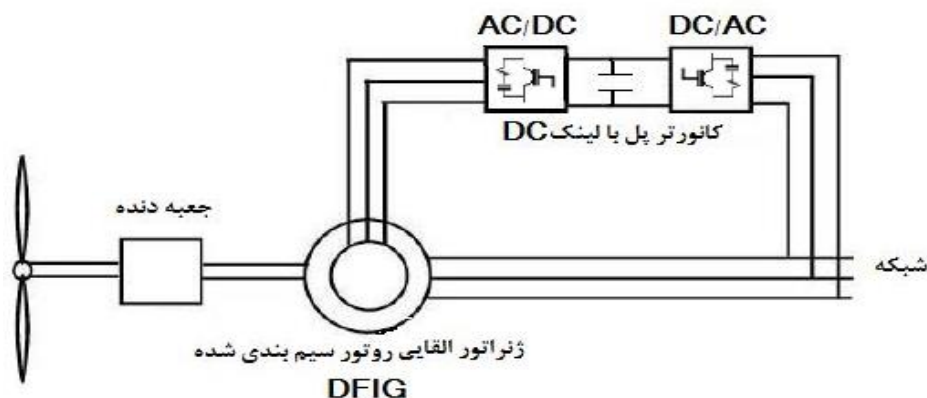 AC/DC
DC/AC
کانورتر پل با لینک DC
جعبه دنده
شبکه
ژنراتور القایی روتور سیم بندی شده
DFIG